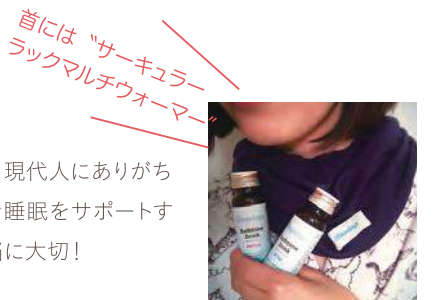 首には〝サーキュラー
ラックマルチウォーマー〟
現代人にありがち
睡眠をサポートす
に大切！
Bedtime
Drink